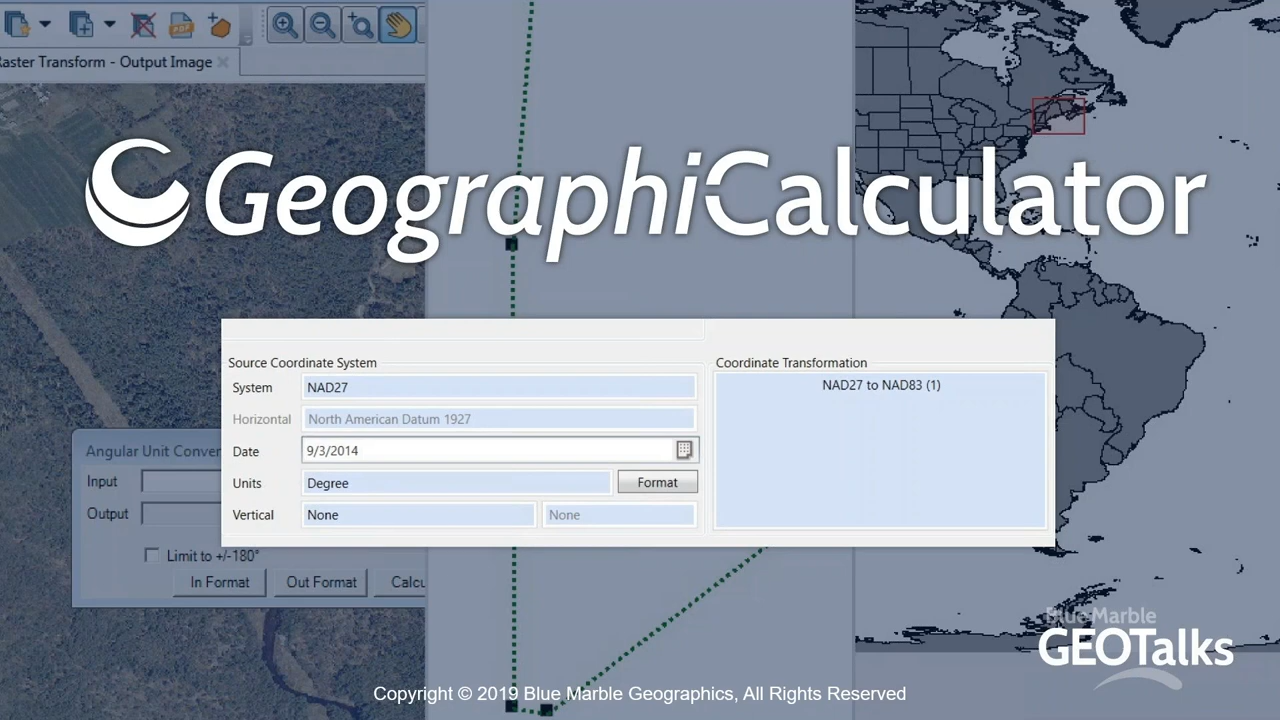 Raster Transform - Output Image
GeographiCalculator
Source Coordinate System
System NAD27
Horizontal North American Datum 1927
Date 9/3/2014
Units Degree Format
Vertical None None
Coordinate Transformation
NAD27 to NAD83 (1)
Angular Unit Conver
Input
Output
Limit to +/-180°
In Format Out Format Calcu
Blue Marble
GEOTalks
Copyright © 2019 Blue Marble Geographics, All Rights Reserved